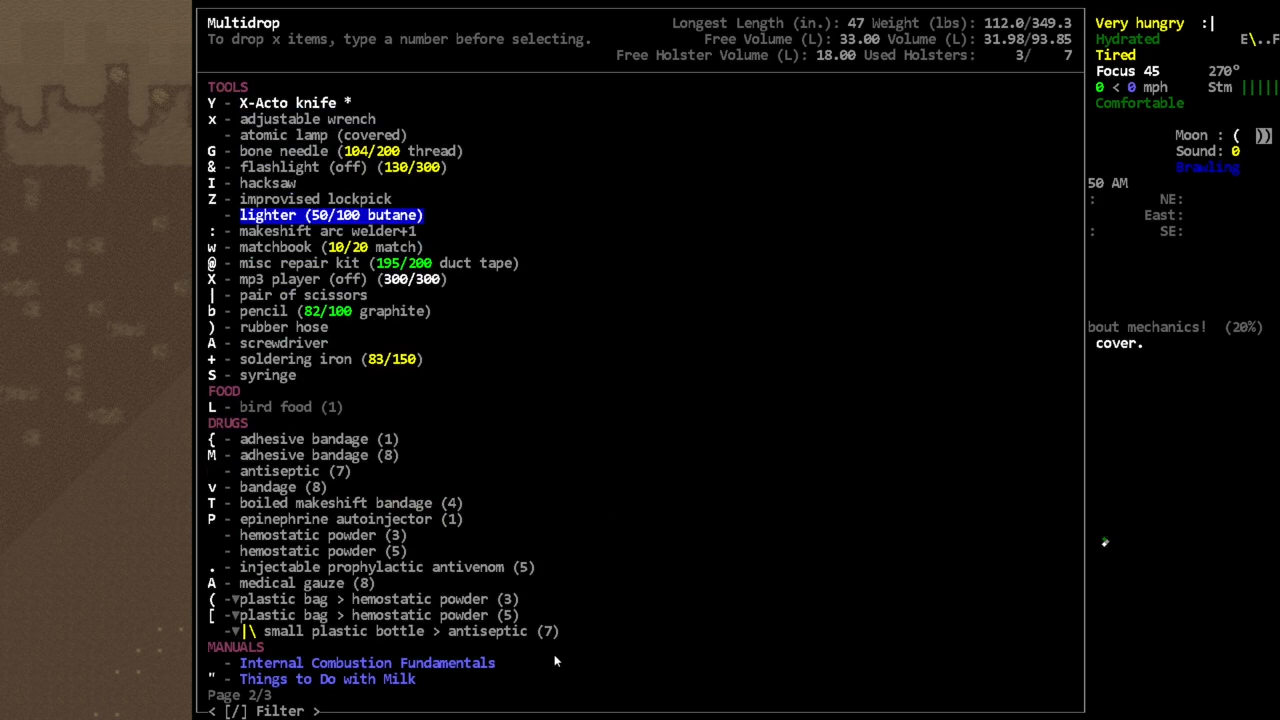 Multidrop
Longest Length (in.): 47 Weight (lbs): 112.0/349.3
To drop x items, type a number before selecting.
Free Volume (L): 33.00 Volume (L): 31.98/93.85
Free Holster Volume (L): 18.00 Used Holsters: 3/ 7
TOOLS
Y - X-Acto knife *
x - adjustable wrench
- atomic lamp (covered)
G - bone needle (104/200 thread)
& - flashlight (off) (130/300)
I - hacksaw
Z - improvised lockpick
- lighter (50/100 butane)
: - makeshift arc welder+1
w - matchbook (10/20 match)
@ - misc repair kit (195/200 duct tape)
X - mp3 player (off) (300/300)
| - pair of scissors
b - pencil (82/100 graphite)
) - rubber hose
A - screwdriver
+ - soldering iron (83/150)
S - syringe
FOOD
L - bird food (1)
DRUGS
{ - adhesive bandage (1)
M - adhesive bandage (8)
- antiseptic (7)
v - bandage (8)
T - boiled makeshift bandage (4)
P - epinephrine autoinjector (1)
- hemostatic powder (3)
- hemostatic powder (5)
. - injectable prophylactic antivenom (5)
A - medical gauze (8)
( -▼plastic bag > hemostatic powder (3)
[ -▼plastic bag > hemostatic powder (5)
-▼|\ small plastic bottle > antiseptic (7)
MANUALS
- Internal Combustion Fundamentals
" - Things to Do with Milk
Page 2/3
< [/] Filter >
Very hungry :|
Hydrated E\..F
Tired
Focus 45 270°
0 < 0 mph Stm |||||
Comfortable
Moon : ( ))
Sound: 0
Brawling
50 AM
: NE:
East:
: SE:
bout mechanics! (20%)
cover.